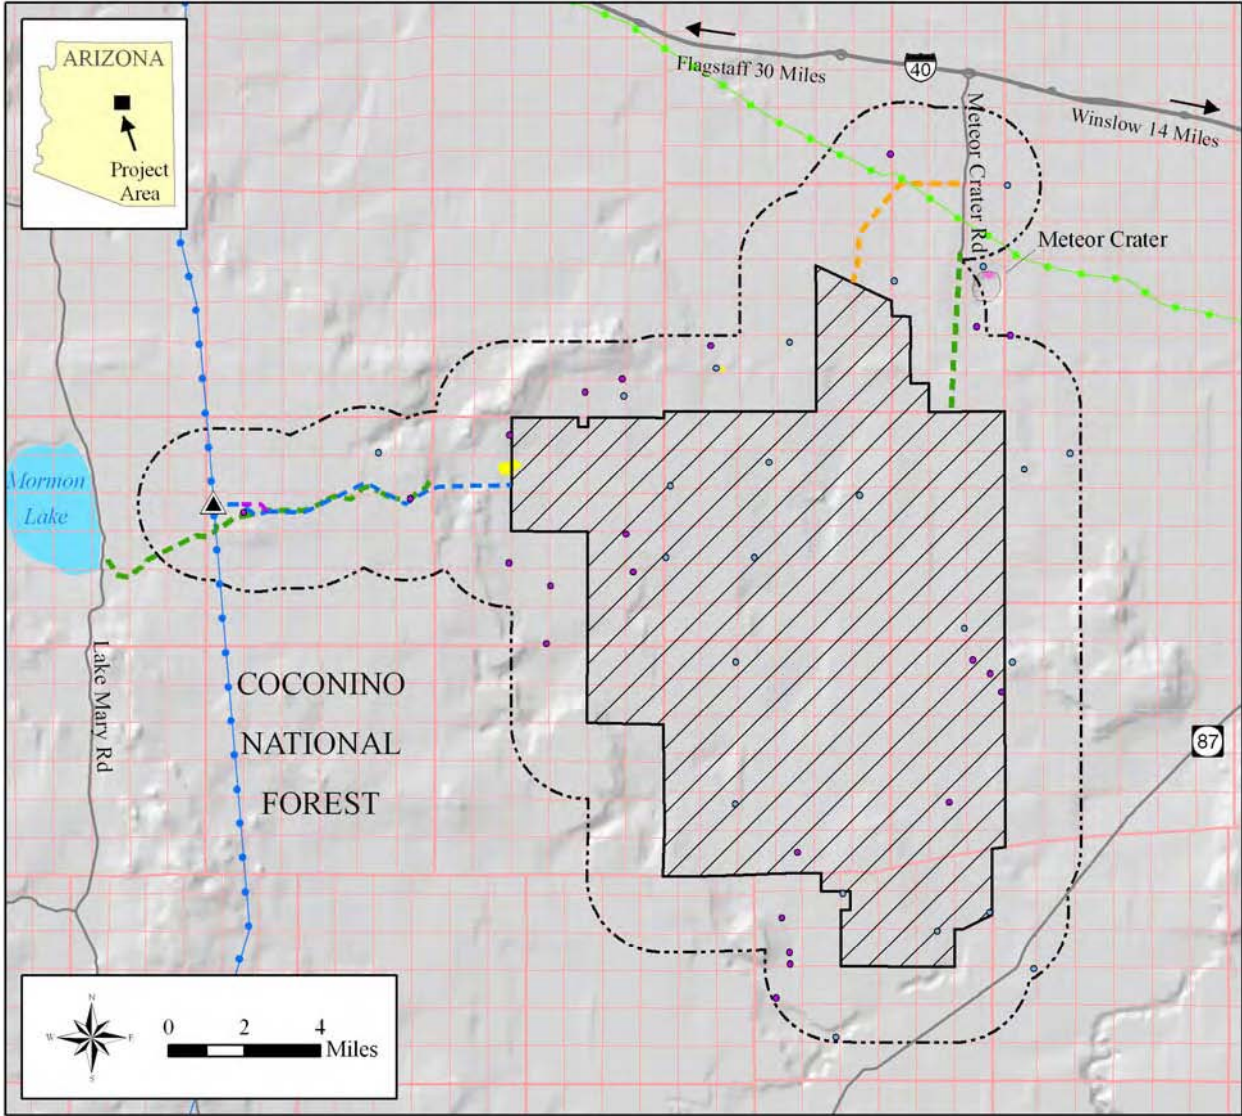 ARIZONA
Project
Area
40
Flagstaff 30 Miles
Winslow 14 Miles
Meteor Crater Rd
Meteor Crater
Mormon
Lake
Lake Mary Rd
COCONINO
NATIONAL
FOREST
87
N
W E
S
0 2 4
Miles